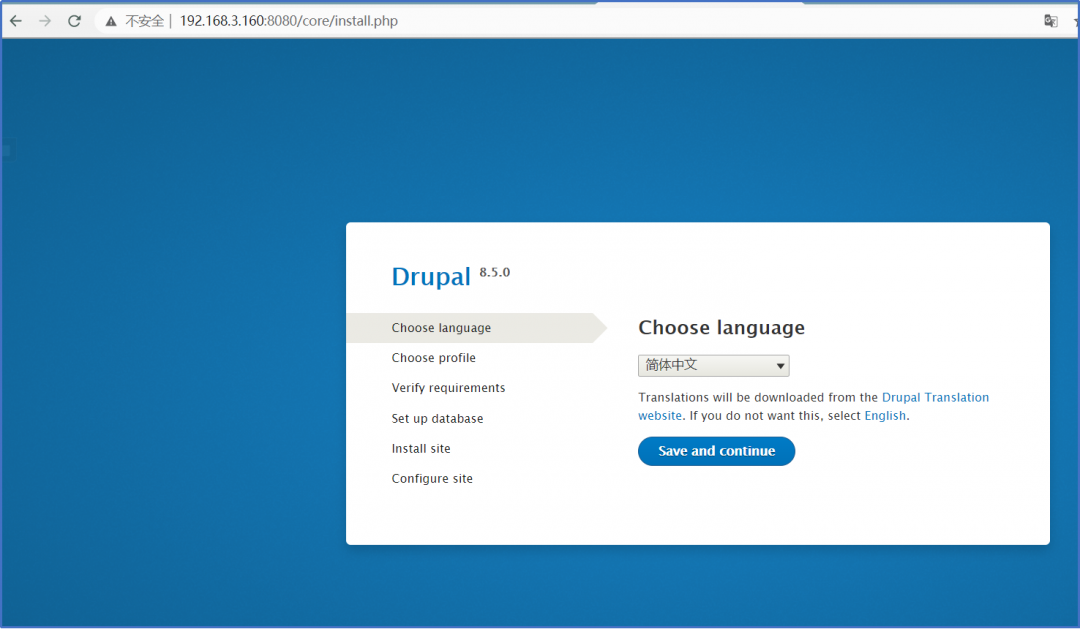 不安全 | 192.168.3.160:8080/core/install.php
Drupal 8.5.0
Choose language
Choose profile
Verify requirements
Set up database
Install site
Configure site
Choose language
简体中文
Translations will be downloaded from the Drupal Translation
website. If you do not want this, select English.
Save and continue